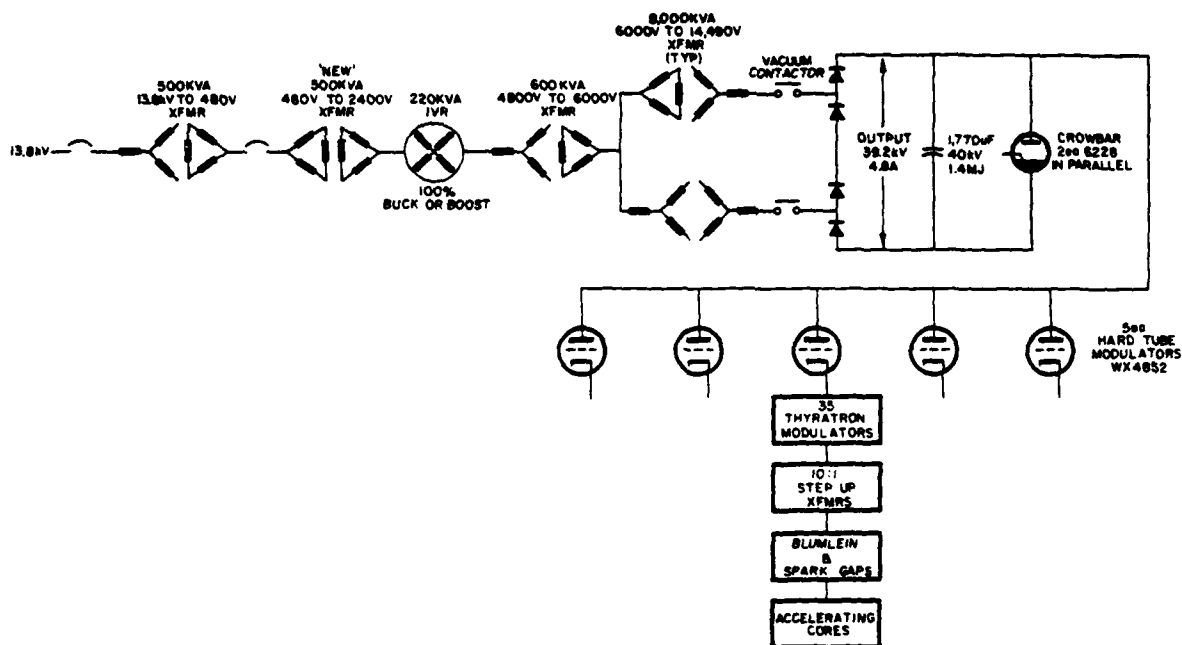 13.8kV
500KVA
13.8kV TO 480V
XFMR
'NEW'
500KVA
480V TO 2400V
XFMR
220KVA
IVR
100%
BUCK OR BOOST
600KVA
4800V TO 6000V
XFMR
8,000KVA
6000V TO 14,490V
XFMR
(TYP)
VACUUM
CONTACTOR
OUTPUT
39.2kV
4.8A
1,770uF
40kV
1.4MJ
CROWBAR
2ea 6228
IN PARALLEL
5ea
HARD TUBE
MODULATORS
WX4852
35
THYRATRON
MODULATORS
10:1
STEP UP
XFMRS
BLUMLEIN
&
SPARK GAPS
ACCELERATING
CORES